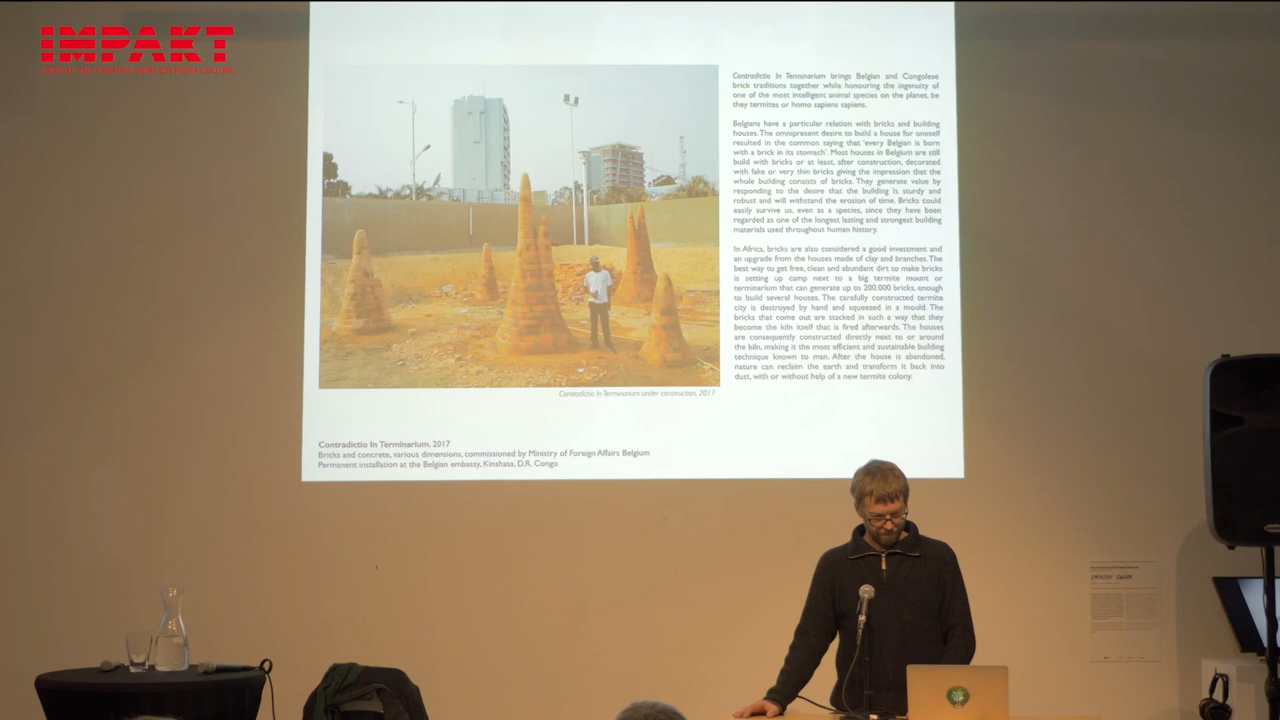 IMPAKT
Contradictio In Terminarium brings Belgian and Congolese
brick traditions together while honouring the ingenuity of
one of the most intelligent animal species on the planet, be
they termites or homo sapiens sapiens.
Belgians have a particular relation with bricks and building
houses. The omnipresent desire to build a house for oneself
resulted in the common saying that 'every Belgian is born
with a brick in its stomach'. Most houses in Belgium are still
build with bricks or at least, after construction, decorated
with fake or very thin bricks giving the impression that the
whole building consists of bricks. They generate value by
responding to the desire that the building is sturdy and
robust and will withstand the erosion of time. Bricks could
easily survive us, even as a species, since they have been
regarded as one of the longest lasting and strongest building
materials used throughout human history.
In Africa, bricks are also considered a good investment and
an upgrade from the houses made of clay and branches. The
best way to get free, clean and abundant dirt to make bricks
is setting up camp next to a big termite mount or
terminarium that can generate up to 200.000 bricks, enough
to build several houses. The carefully constructed termite
city is destroyed by hand and squeezed in a mould. The
bricks that come out are stacked in such a way that they
become the kiln itself that is fired afterwards. The houses
are consequently constructed directly next to or around
the kiln, making it the most efficient and sustainable building
technique known to man. After the house is abandoned,
nature can reclaim the earth and transform it back into
dust, with or without help of a new termite colony.
Contradictio In Terminarium under construction, 2017
Contradictio In Terminarium, 2017
Bricks and concrete, various dimensions, commissioned by Ministry of Foreign Affairs Belgium
Permanent installation at the Belgian embassy, Kinshasa, D.R. Congo
EMPATHY SWARM